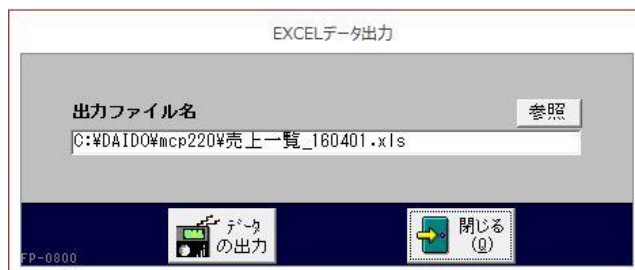 EXCELデータ出力
出力ファイル名
参照
C:¥DAIDO¥mcp220¥売上一覧_160401.xls
ﾃﾞｰﾀ
の出力
閉じる
(Q)
FP-0800